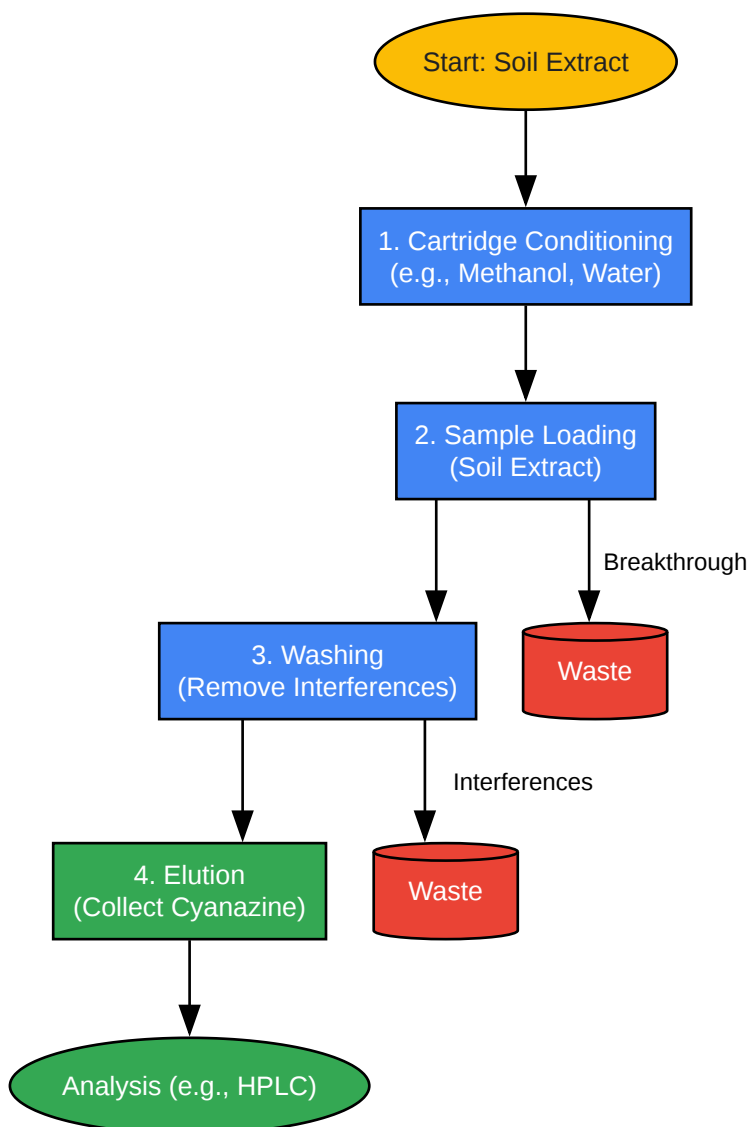 Start: Soil Extract
1. Cartridge Conditioning
(e.g., Methanol, Water)
2. Sample Loading
(Soil Extract)
Breakthrough
3. Washing
(Remove Interferences)
Waste
Interferences
4. Elution
(Collect Cyanazine)
Waste
Analysis (e.g., HPLC)